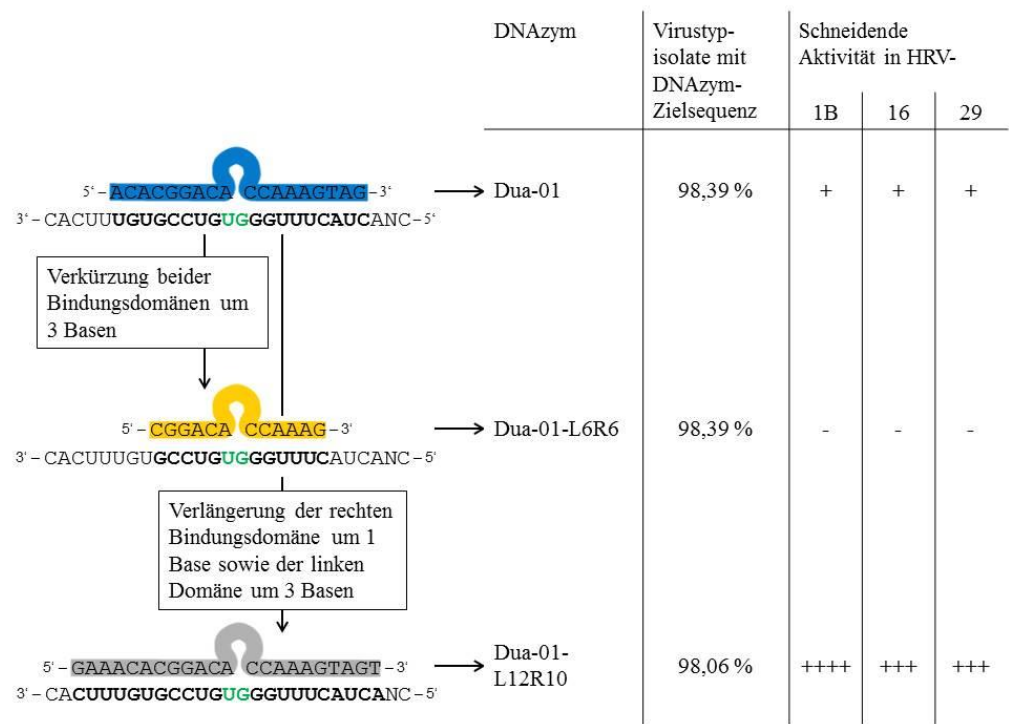 DNAzym
Virustyp-
isolate mit
DNAzym-
Zielsequenz
Schneidende
Aktivität in HRV-
1B 16 29
5‘-ACACGGACA CCAAAGTAG-3‘
3‘-CACUUUGUGCCUGUGGGUUUCAUCANC-5‘
Dua-01 98,39 % + + +
Verkürzung beider
Bindungsdomänen um
3 Basen
5‘-CGGACA CCAAAG-3‘
3‘-CACUUUGUGCCUGUGGGUUUCAUCANC-5‘
Dua-01-L6R6 98,39 % - - -
Verlängerung der rechten
Bindungsdomäne um 1
Base sowie der linken
Domäne um 3 Basen
5‘-GAAACACGGACA CCAAAGTAGT-3‘
3‘-CACUUUGUGCCUGUGGGUUUCAUCANC-5‘
Dua-01-
L12R10 98,06 % ++++ +++ +++